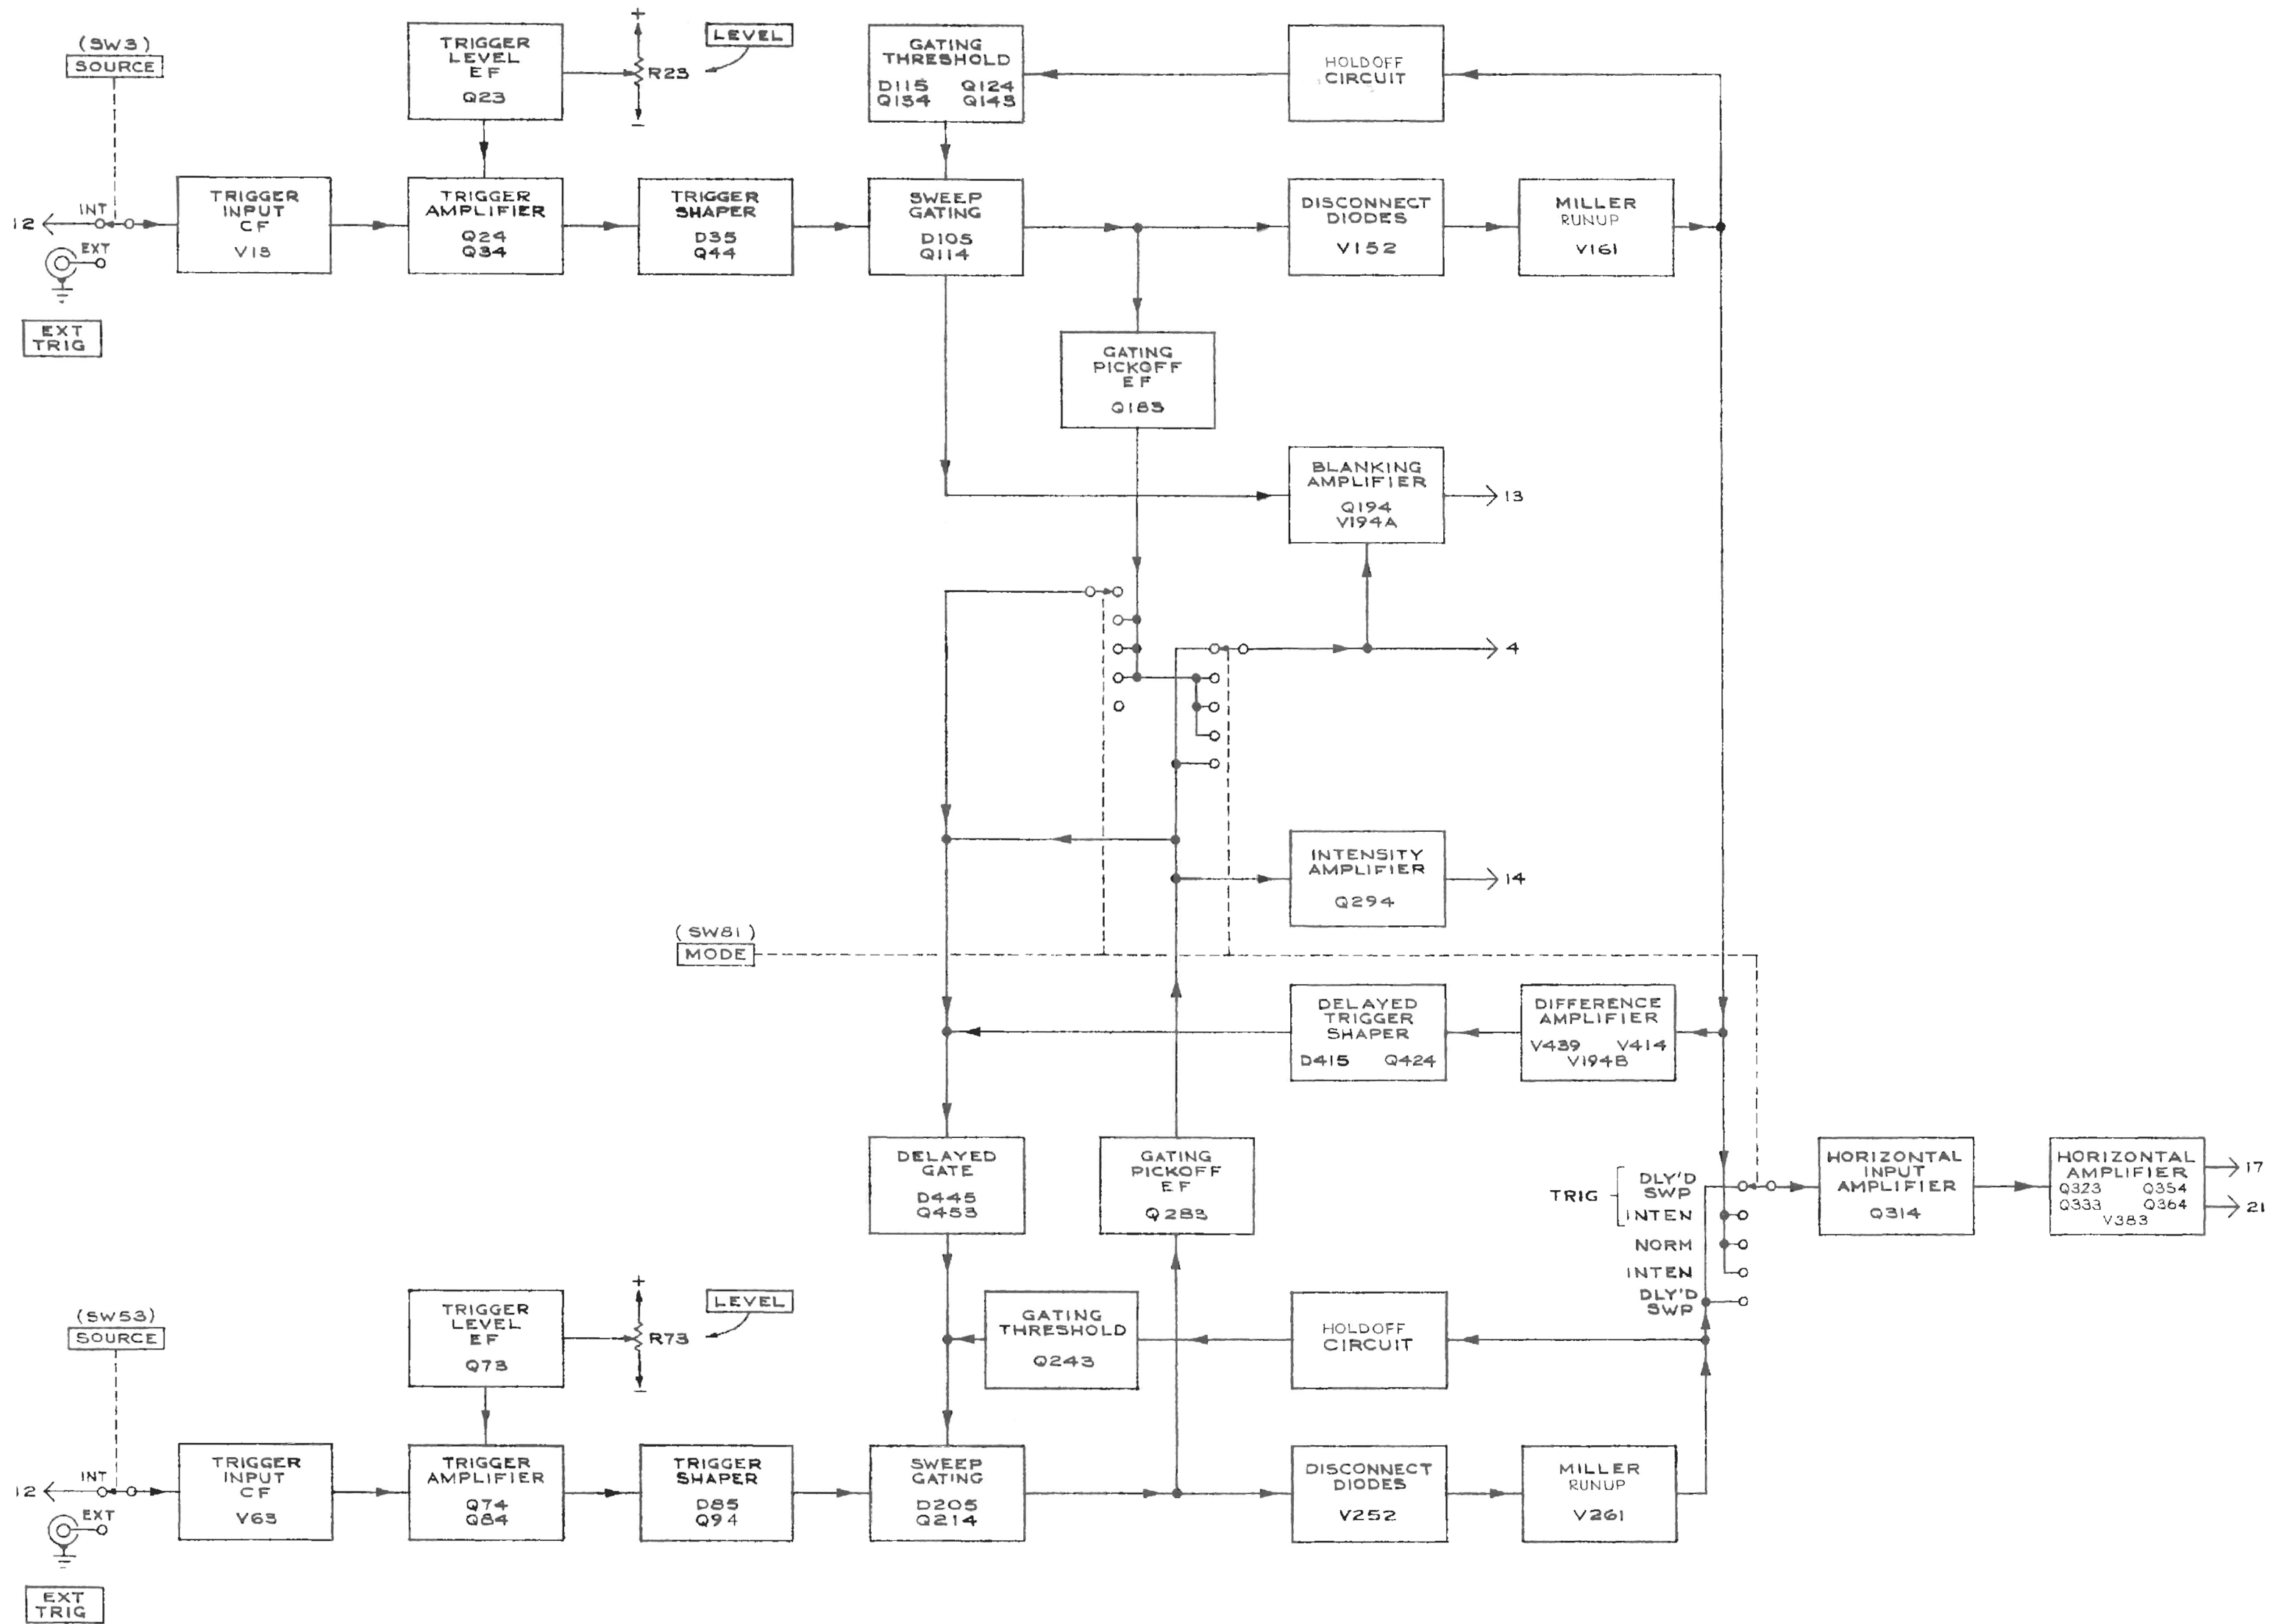 (SW3)
SOURCE
12
INT
EXT
EXT
TRIG
TRIGGER
INPUT
CF
V13
TRIGGER
LEVEL
EF
Q23
+
R23
−
LEVEL
TRIGGER
AMPLIFIER
Q24
Q34
TRIGGER
SHAPER
D35
Q44
GATING
THRESHOLD
D115 Q124
Q134 Q143
SWEEP
GATING
D105
Q114
HOLDOFF
CIRCUIT
DISCONNECT
DIODES
V152
MILLER
RUNUP
V161
GATING
PICKOFF
EF
Q183
BLANKING
AMPLIFIER
Q194
V194A
13
4
INTENSITY
AMPLIFIER
Q294
14
(SW81)
MODE
DELAYED
TRIGGER
SHAPER
D415 Q424
DIFFERENCE
AMPLIFIER
V439 V414
V194B
DELAYED
GATE
D445
Q453
GATING
PICKOFF
EF
Q283
TRIG
DLY'D
SWP
INTEN
NORM
INTEN
DLY'D
SWP
HORIZONTAL
INPUT
AMPLIFIER
Q314
HORIZONTAL
AMPLIFIER
Q323 Q354
Q333 Q364
V383
17
21
(SW53)
SOURCE
12
INT
EXT
EXT
TRIG
TRIGGER
INPUT
CF
V63
TRIGGER
LEVEL
EF
Q73
+
R73
−
LEVEL
TRIGGER
AMPLIFIER
Q74
Q84
TRIGGER
SHAPER
D85
Q94
GATING
THRESHOLD
Q243
HOLDOFF
CIRCUIT
SWEEP
GATING
D205
Q214
DISCONNECT
DIODES
V252
MILLER
RUNUP
V261